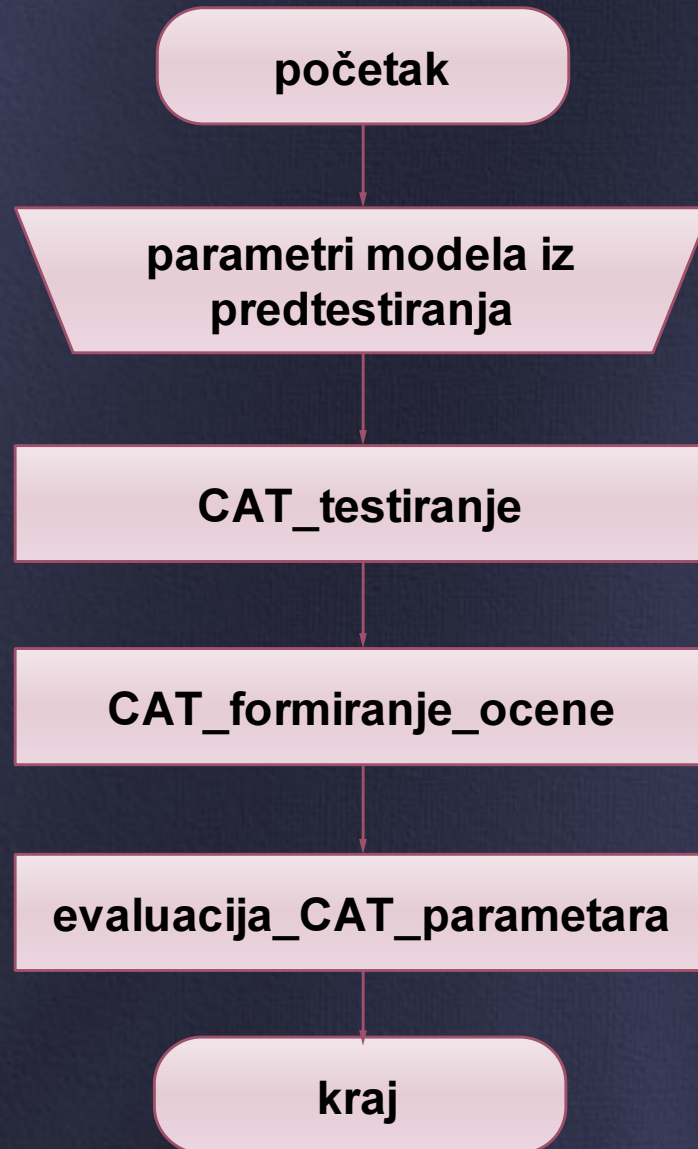 početak
parametri modela iz
predtestiranja
CAT_testiranje
CAT_formiranje_ocene
evaluacija_CAT_parametara
kraj